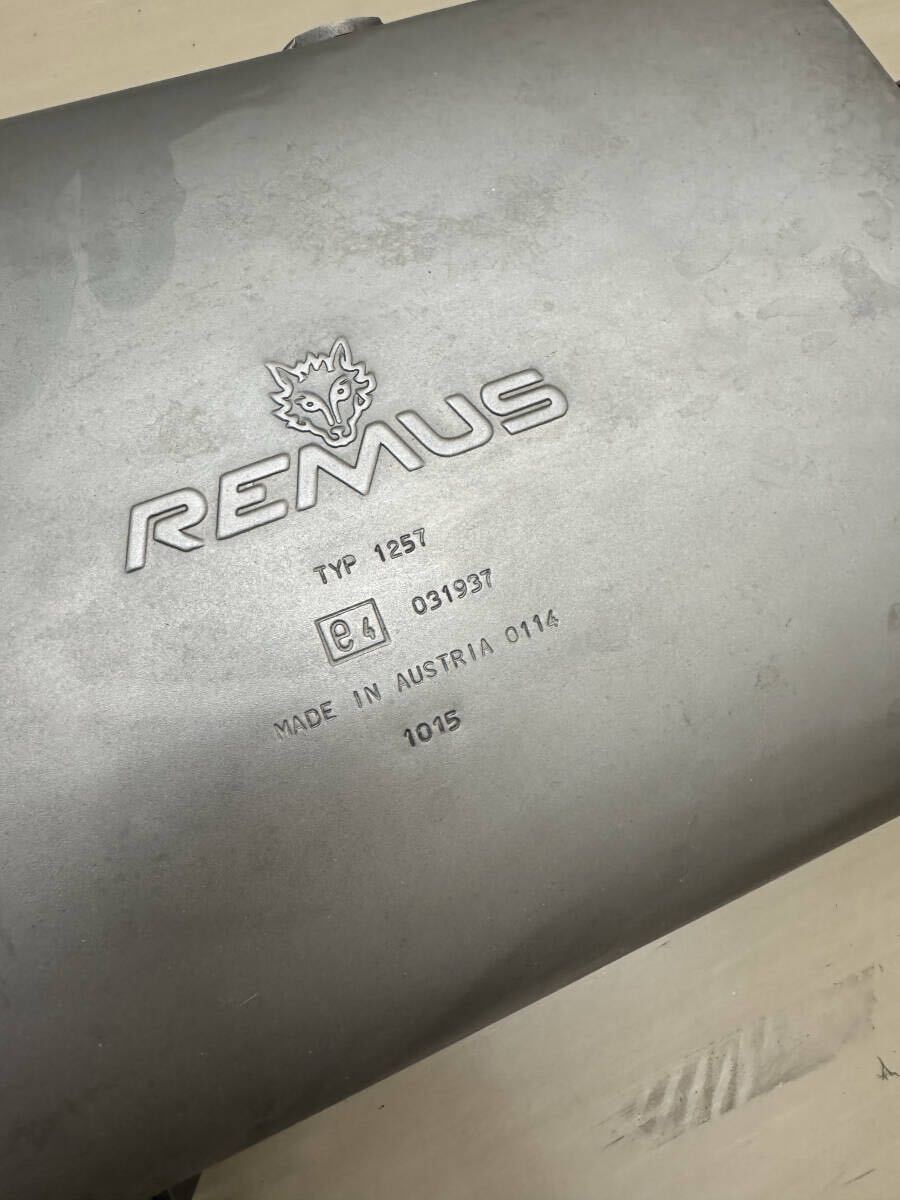 REMUS
TYP 1257
e4 031937
MADE IN AUSTRIA 0114
1015